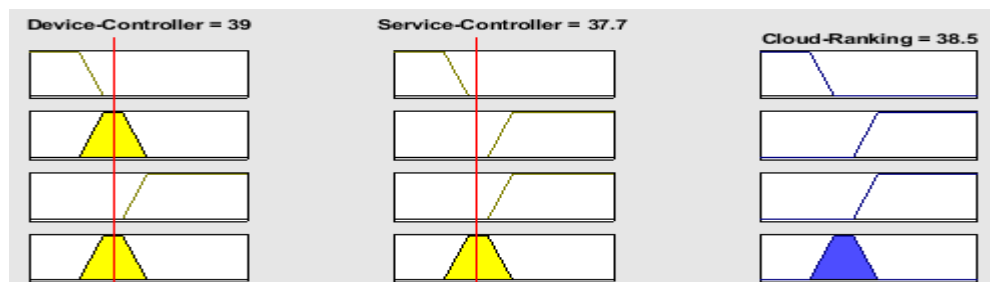 Device-Controller = 39
Service-Controller = 37.7
Cloud-Ranking = 38.5